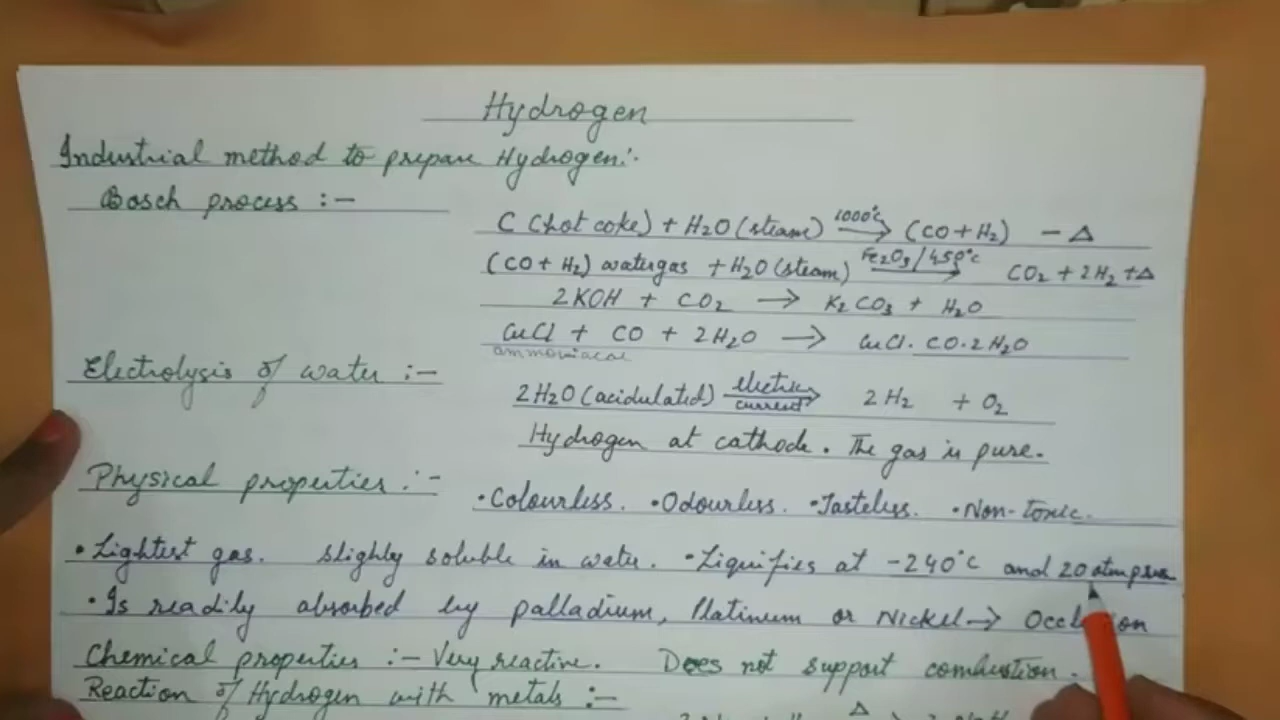 Hydrogen
Industrial method to prepare Hydrogen:-
Bosch process :-
C (hot coke) + H2O (steam) 1000°c → (CO + H2) - Δ
(CO + H2) watergas + H2O (steam) Fe2O3/450°c → CO2 + 2H2 + Δ
2KOH + CO2 → K2CO3 + H2O
CuCl + CO + 2H2O → CuCl.CO.2H2O
ammoniacal
Electrolysis of water :-
2H2O (acidulated) electric current → 2H2 + O2
Hydrogen at cathode. The gas is pure.
Physical properties :-
•Colourless. •Odourless. •Tasteless. •Non-toxic.
•Lightest gas. Slighly soluble in water. •Liquifies at -240°C and 20 atm
•Is readily absorbed by palladium, Platinum or Nickel →
Chemical properties :- Very reactive. Does not support combustion.
Reaction of Hydrogen with metals :-
Δ